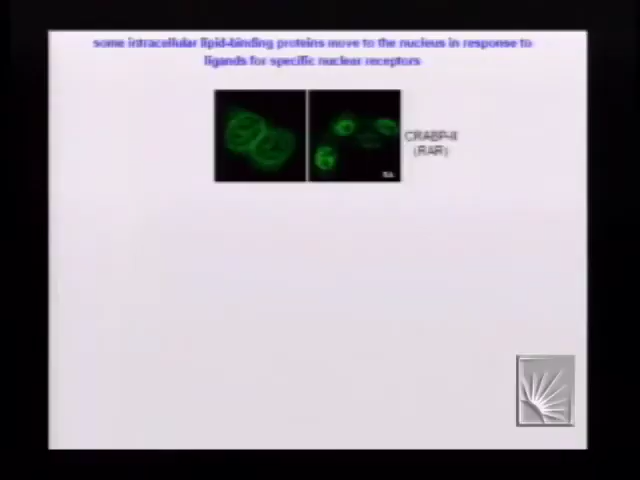 some intracellular lipid-binding proteins move to the nucleus in response to
ligands for specific nuclear receptors
CRABP-II
(RAR)
RA